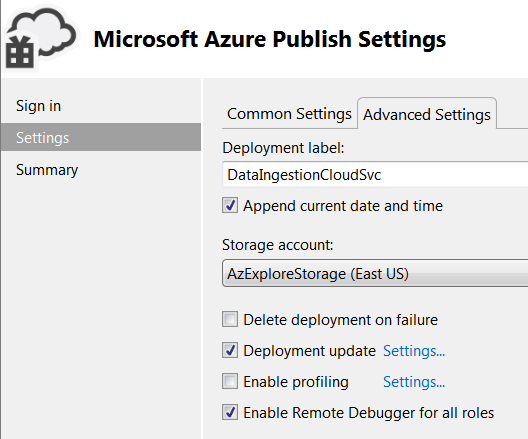 Microsoft Azure Publish Settings
Sign in
Settings
Summary
Common Settings
Advanced Settings
Deployment label:
DataIngestionCloudSvc
Append current date and time
Storage account:
AzExploreStorage (East US)
Delete deployment on failure
Deployment update Settings...
Enable profiling Settings...
Enable Remote Debugger for all roles